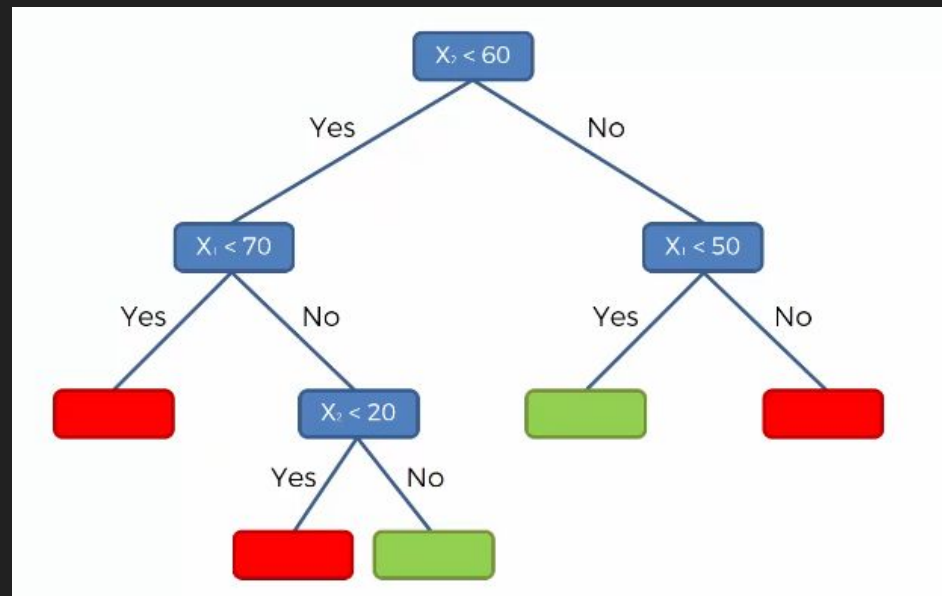 X₂ < 60
Yes
No
X₁ < 70
X₁ < 50
Yes
No
Yes
No
X₂ < 20
Yes
No